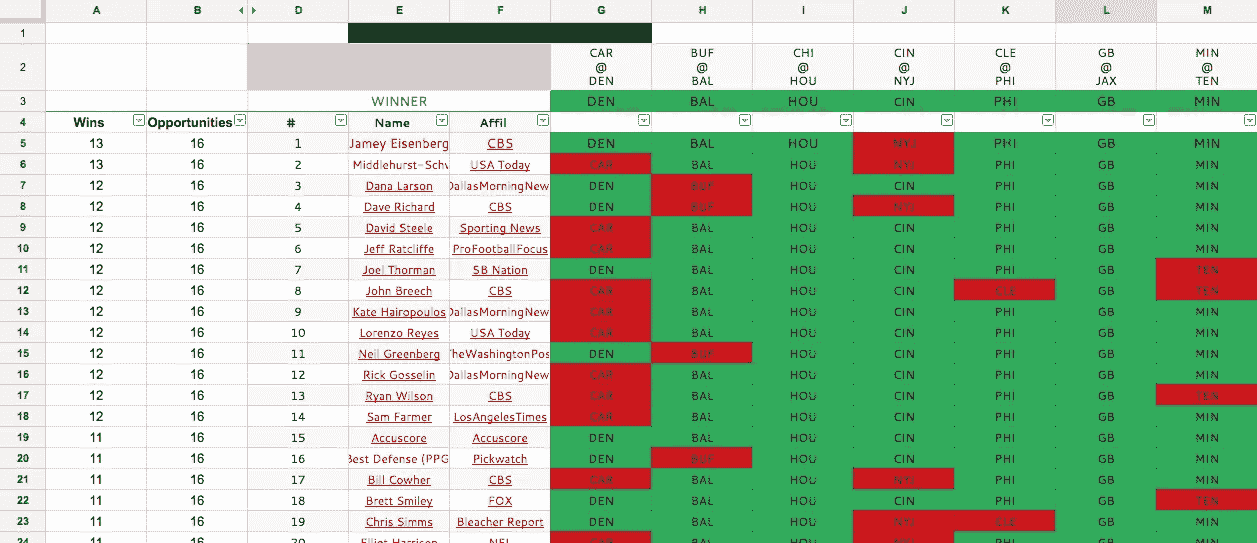 A B D E F G H I J K L M
1
2 CAR @ DEN BUF @ BAL CHI @ HOU CIN @ NYJ CLE @ PHI GB @ JAX MIN @ TEN
3 WINNER DEN BAL HOU CIN PHI GB MIN
4 Wins Opportunities # Name Affil
5 13 16 1 Jamey Eisenberg CBS DEN BAL HOU NYJ PHI GB MIN
6 13 16 2 Middlehurst-Schv USA Today CAR BAL HOU NYJ PHI GB MIN
7 12 16 3 Dana Larson DallasMorningNew DEN BUF HOU CIN PHI GB MIN
8 12 16 4 Dave Richard CBS DEN BUF HOU NYJ PHI GB MIN
9 12 16 5 David Steele Sporting News CAR BAL HOU CIN PHI GB MIN
10 12 16 6 Jeff Ratcliffe ProFootballFocus CAR BAL HOU CIN PHI GB MIN
11 12 16 7 Joel Thorman SB Nation DEN BAL HOU CIN PHI GB TEN
12 12 16 8 John Breech CBS CAR BAL HOU CIN CLE GB TEN
13 12 16 9 Kate Hairopoulos DallasMorningNew CAR BAL HOU CIN PHI GB MIN
14 12 16 10 Lorenzo Reyes USA Today CAR BAL HOU CIN PHI GB MIN
15 12 16 11 Neil Greenberg TheWashingtonPos DEN BUF HOU CIN PHI GB MIN
16 12 16 12 Rick Gosselin DallasMorningNew CAR BAL HOU CIN PHI GB MIN
17 12 16 13 Ryan Wilson CBS CAR BAL HOU CIN PHI GB TEN
18 12 16 14 Sam Farmer LosAngelesTimes CAR BAL HOU CIN PHI GB MIN
19 11 16 15 Accuscore Accuscore DEN BAL HOU CIN PHI GB MIN
20 11 16 16 Best Defense (PPG Pickwatch DEN BUF HOU CIN PHI GB MIN
21 11 16 17 Bill Cowher CBS CAR BAL HOU NYJ PHI GB MIN
22 11 16 18 Brett Smiley FOX DEN BAL HOU CIN PHI GB TEN
23 11 16 19 Chris Simms Bleacher Report DEN BAL HOU NYJ CLE GB MIN
24 11 16 20 Elliot Harrison NFL CAR BAL HOU NYJ PHI GB MIN